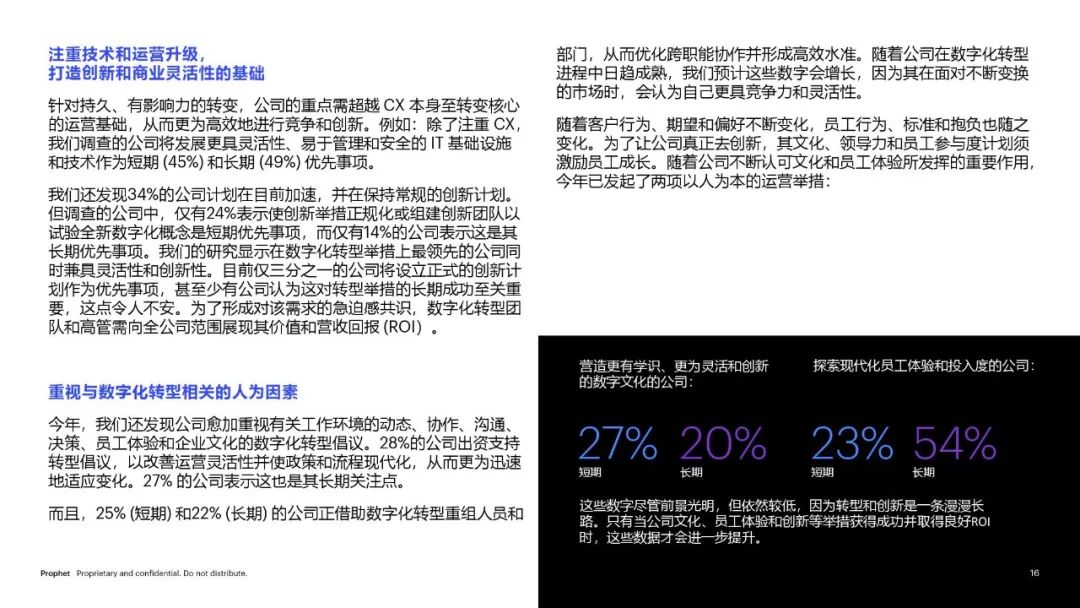 注重技术和运营升级，
打造创新和商业灵活性的基础
针对持久、有影响力的转变，公司的重点需超越 CX 本身至转变核心
的运营基础，从而更为高效地进行竞争和创新。例如：除了注重 CX，
我们调查的公司将发展更具灵活性、易于管理和安全的 IT 基础设施
和技术作为短期 (45%) 和长期 (49%) 优先事项。
我们还发现34%的公司计划在目前加速，并在保持常规的创新计划。
但调查的公司中，仅有24%表示使创新举措正规化或组建创新团队以
试验全新数字化概念是短期优先事项，而仅有14%的公司表示这是其
长期优先事项。我们的研究显示在数字化转型举措上最领先的公司同
时兼具灵活性和创新性。目前仅三分之一的公司将设立正式的创新计
划作为优先事项，甚至少有公司认为这对转型举措的长期成功至关重
要，这点令人不安。为了形成对该需求的急迫感共识，数字化转型团
队和高管需向全公司范围展现其价值和营收回报 (ROI) 。
重视与数字化转型相关的人为因素
今年，我们还发现公司愈加重视有关工作环境的动态、协作、沟通、
决策、员工体验和企业文化的数字化转型倡议。28%的公司出资支持
转型倡议，以改善运营灵活性并使政策和流程现代化，从而更为迅速
地适应变化。27% 的公司表示这也是其长期关注点。
而且，25% (短期) 和22% (长期) 的公司正借助数字化转型重组人员和
部门，从而优化跨职能协作并形成高效水准。随着公司在数字化转型
进程中日趋成熟，我们预计这些数字会增长，因为其在面对不断变换
的市场时，会认为自己更具竞争力和灵活性。
随着客户行为、期望和偏好不断变化，员工行为、标准和抱负也随之
变化。为了让公司真正去创新，其文化、领导力和员工参与度计划须
激励员工成长。随着公司不断认可文化和员工体验所发挥的重要作用，
今年已发起了两项以人为本的运营举措：
营造更有学识、更为灵活和创新
的数字文化的公司：
27% 20%
短期 长期
探索现代化员工体验和投入度的公司：
23% 54%
短期 长期
这些数字尽管前景光明，但依然较低，因为转型和创新是一条漫漫长
路。只有当公司文化、员工体验和创新等举措获得成功并取得良好ROI
时，这些数据才会进一步提升。
Prophet Proprietary and confidential. Do not distribute.
16